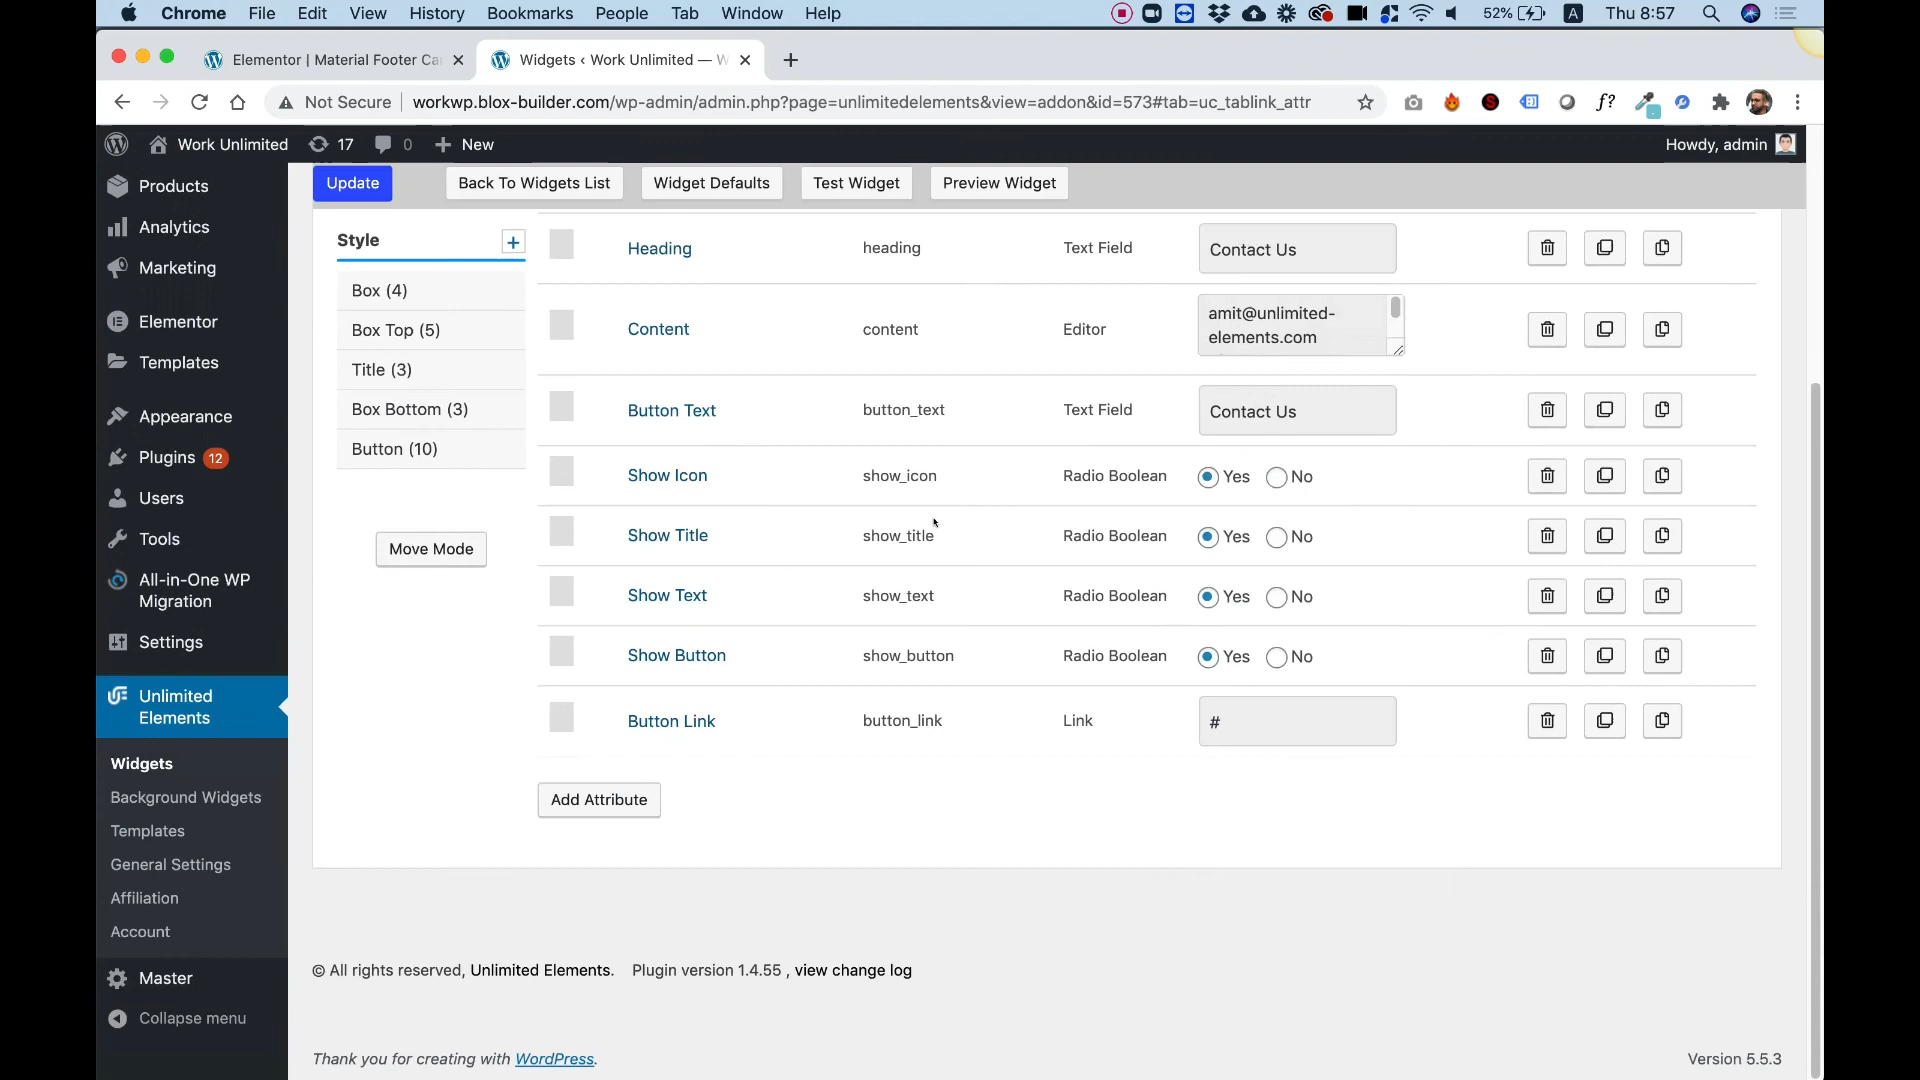 Chrome File Edit View History Bookmarks People Tab Window Help 52% A Thu 8:57
Elementor | Material Footer Ca
Widgets ‹ Work Unlimited — W
Not Secure workwp.blox-builder.com/wp-admin/admin.php?page=unlimitedelements&view=addon&id=573#tab=uc_tablink_attr f?
Work Unlimited 17 0 New Howdy, admin
Products
Analytics
Marketing
Elementor
Templates
Appearance
Plugins 12
Users
Tools
All-in-One WP
Migration
Settings
Unlimited
Elements
Widgets
Background Widgets
Templates
General Settings
Affiliation
Account
Master
Collapse menu
Update Back To Widgets List Widget Defaults Test Widget Preview Widget
Style +
Box (4)
Box Top (5)
Title (3)
Box Bottom (3)
Button (10)
Move Mode
Heading heading Text Field Contact Us
Content content Editor amit@unlimited-
elements.com
Button Text button_text Text Field Contact Us
Show Icon show_icon Radio Boolean Yes No
Show Title show_title Radio Boolean Yes No
Show Text show_text Radio Boolean Yes No
Show Button show_button Radio Boolean Yes No
Button Link button_link Link #
Add Attribute
© All rights reserved, Unlimited Elements. Plugin version 1.4.55 , view change log
Thank you for creating with WordPress.
Version 5.5.3